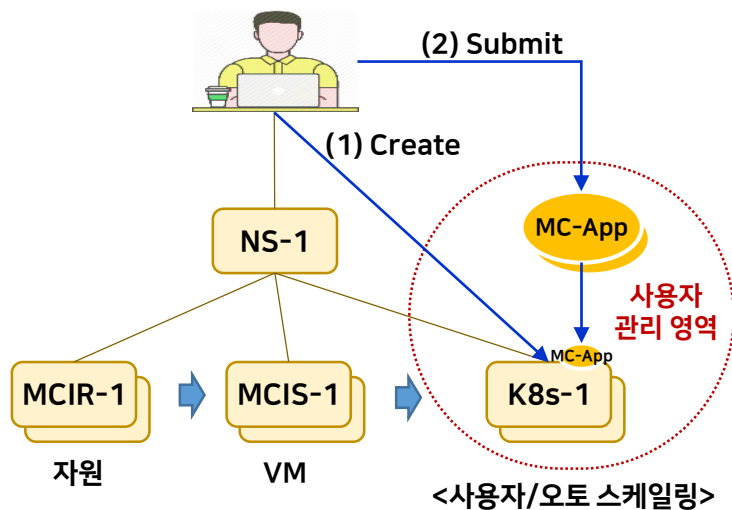 (2) Submit
(1) Create
NS-1
MC-App
사용자
관리 영역
MC-App
MCIR-1
MCIS-1
K8s-1
자원
VM
<사용자/오토 스케일링>